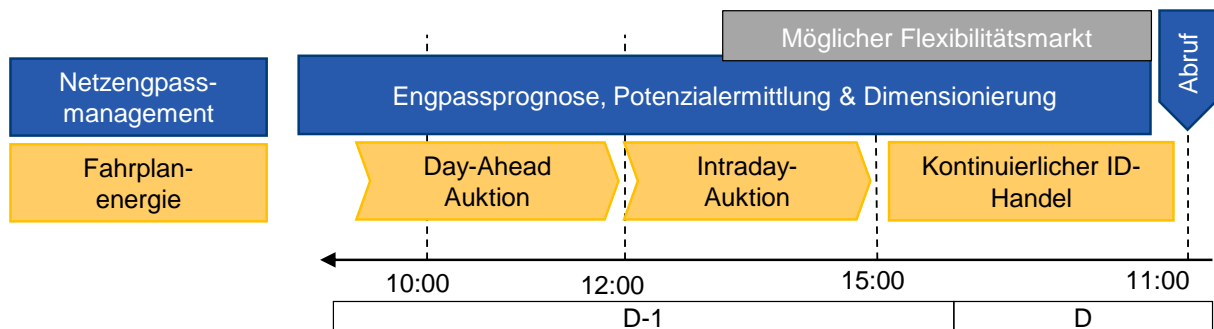 Möglicher Flexibilitätsmarkt
Abruf
Netzengpass-
management
Engpassprognose, Potenzialermittlung & Dimensionierung
Fahrplan-
energie
Day-Ahead
Auktion
Intraday-
Auktion
Kontinuierlicher ID-
Handel
10:00
12:00
15:00
11:00
D-1
D